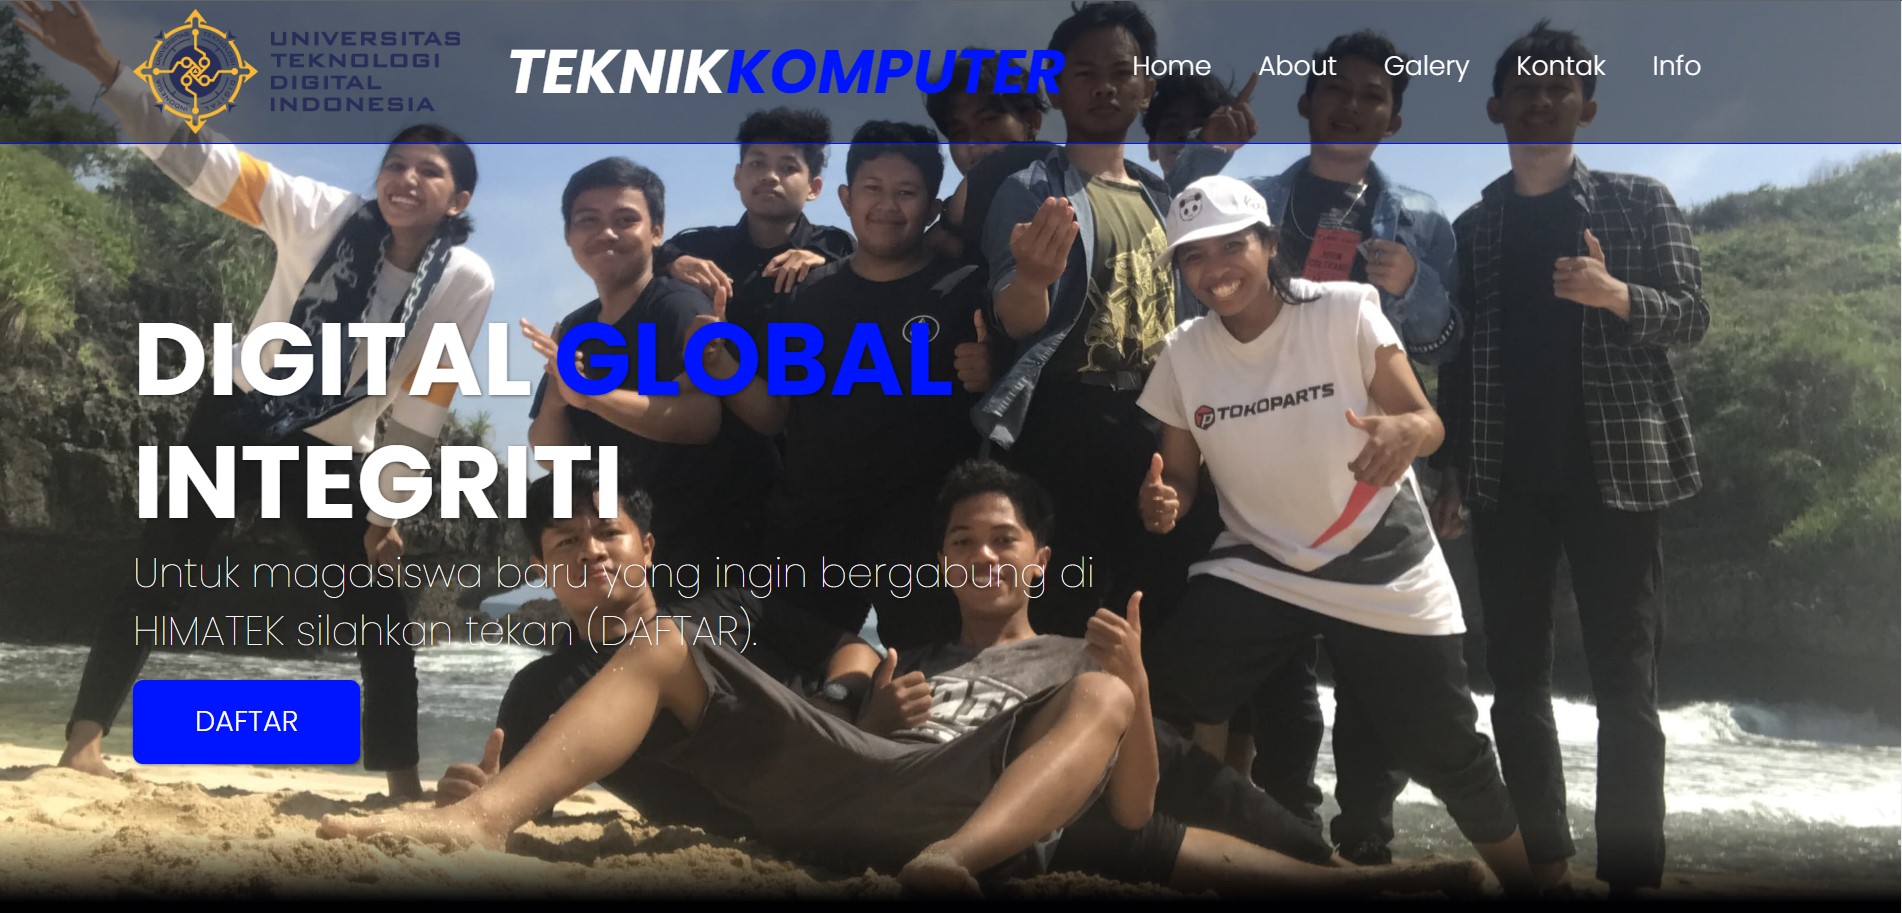 UNIVERSITAS
TEKNOLOGI
DIGITAL
INDONESIA
TEKNIKKOMPUTER
Home About Galery Kontak Info
DIGITAL GLOBAL
INTEGRITI
Untuk magasiswa baru yang ingin bergabung di
HIMATEK silahkan tekan (DAFTAR).
DAFTAR
TOKOPARTS